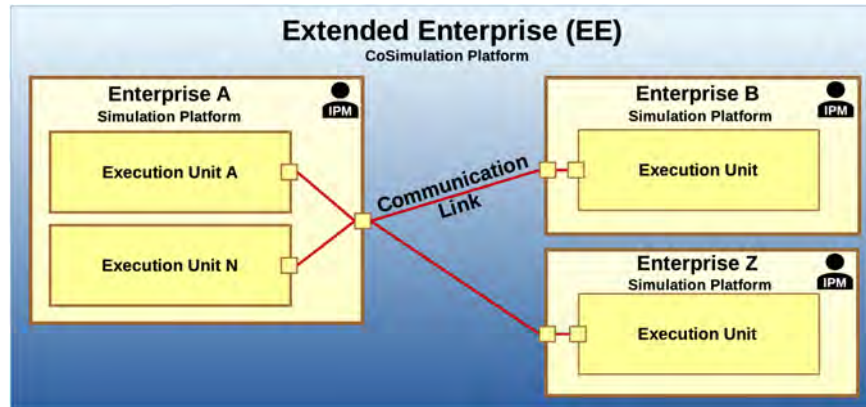 Extended Enterprise (EE)
CoSimulation Platform
Enterprise A
Simulation Platform
IPM
Execution Unit A
Execution Unit N
Communication
Link
Enterprise B
Simulation Platform
IPM
Execution Unit
Enterprise Z
Simulation Platform
IPM
Execution Unit